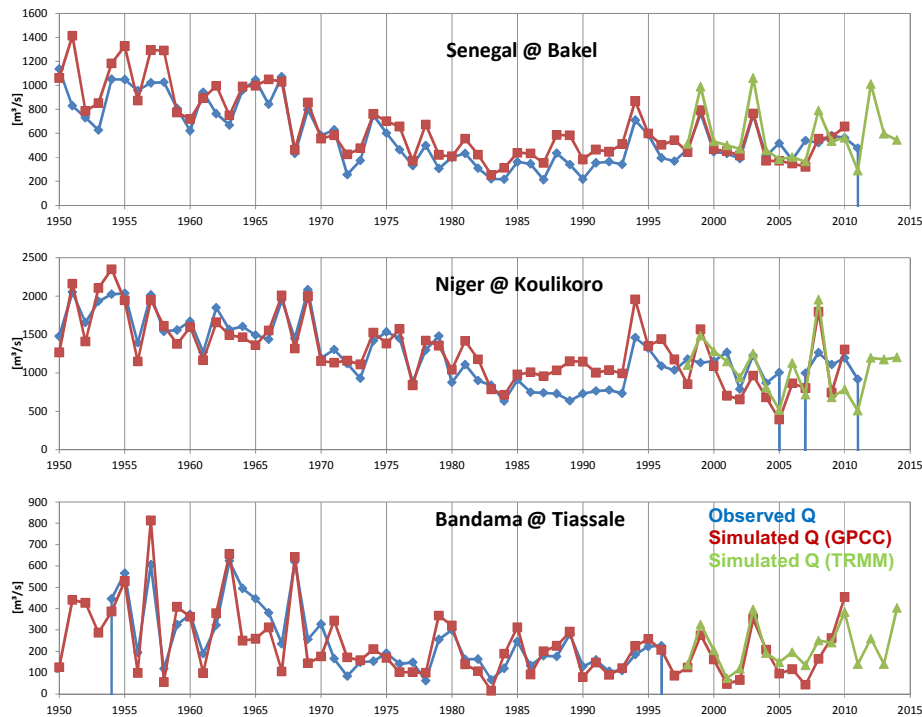 Senegal @ Bakel
[m³/s]
1600
1400
1200
1000
800
600
400
200
0
1950 1955 1960 1965 1970 1975 1980 1985 1990 1995 2000 2005 2010 2015
Niger @ Koulikoro
[m³/s]
2500
2000
1500
1000
500
0
1950 1955 1960 1965 1970 1975 1980 1985 1990 1995 2000 2005 2010 2015
Bandama @ Tiassale
Observed Q
Simulated Q (GPCC)
Simulated Q (TRMM)
[m³/s]
900
800
700
600
500
400
300
200
100
0
1950 1955 1960 1965 1970 1975 1980 1985 1990 1995 2000 2005 2010 2015